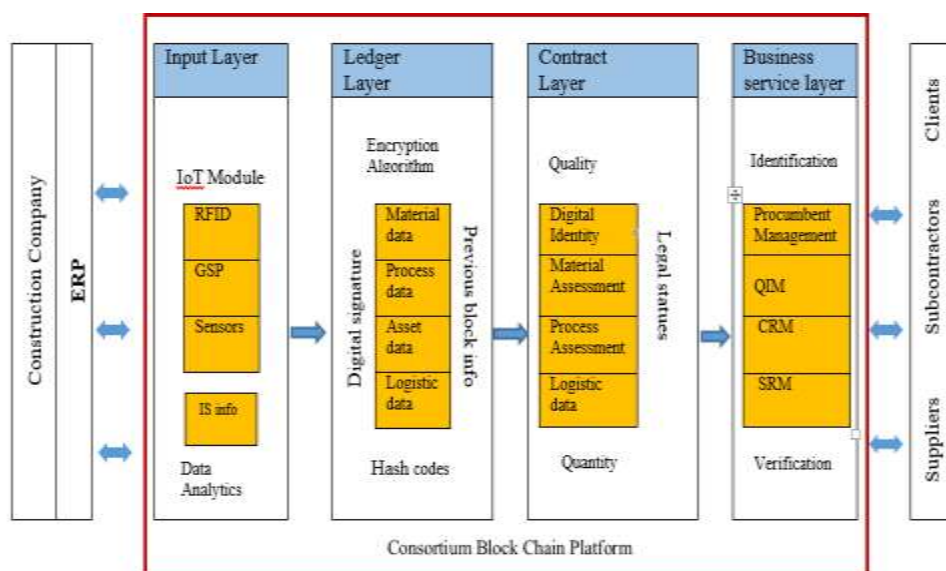 Construction Company
ERP
Input Layer
IoT Module
RFID
GSP
Sensors
IS info
Data
Analytics
Ledger
Layer
Encryption
Algorithm
Digital signature
Material
data
Process
data
Asset
data
Logistic
data
Previous block info
Hash codes
Contract
Layer
Quality
Digital
Identity
Material
Assessment
Process
Assessment
Logistic
data
Legal statues
Quantity
Business
service layer
Identification
Procumbent
Management
QIM
CRM
SRM
Verification
Clients
Subcontractors
Suppliers
Consortium Block Chain Platform